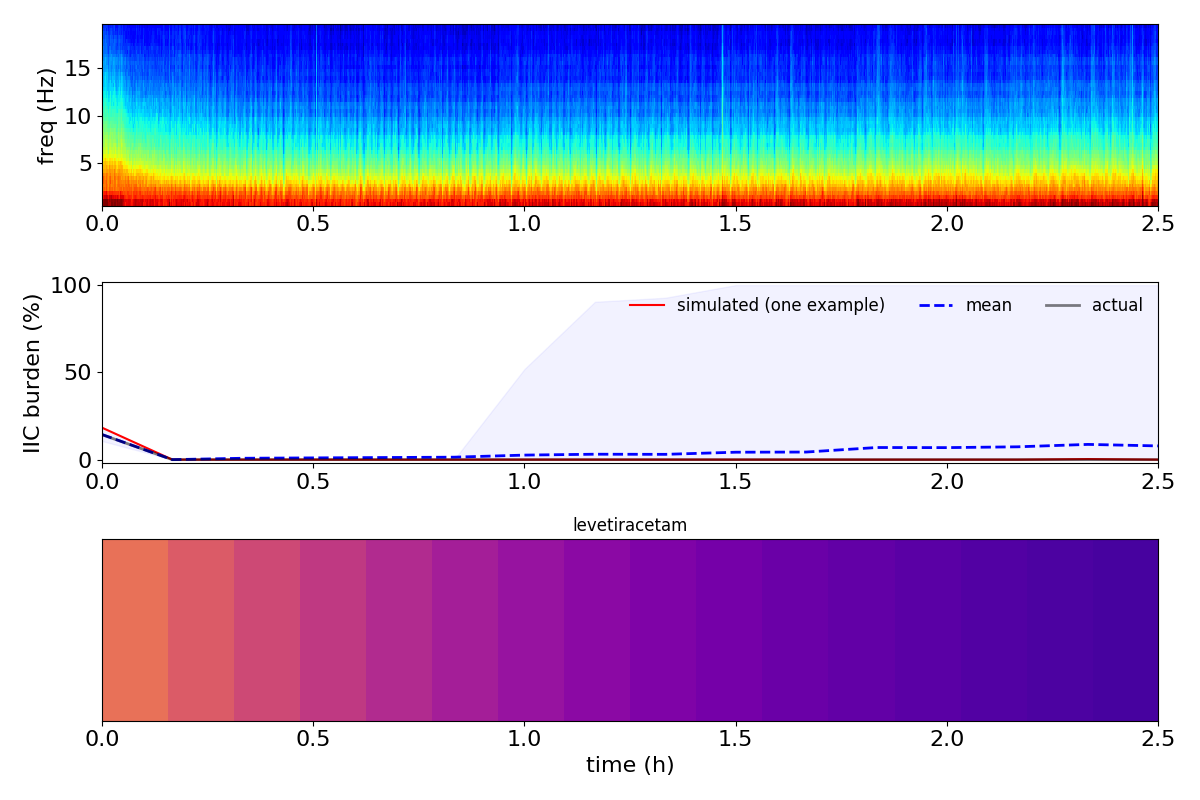 freq (Hz)
15
10
5
0.0 0.5 1.0 1.5 2.0 2.5
IIC burden (%)
100
50
0
simulated (one example) mean actual
0.0 0.5 1.0 1.5 2.0 2.5
levetiracetam
0.0 0.5 1.0 1.5 2.0 2.5
time (h)